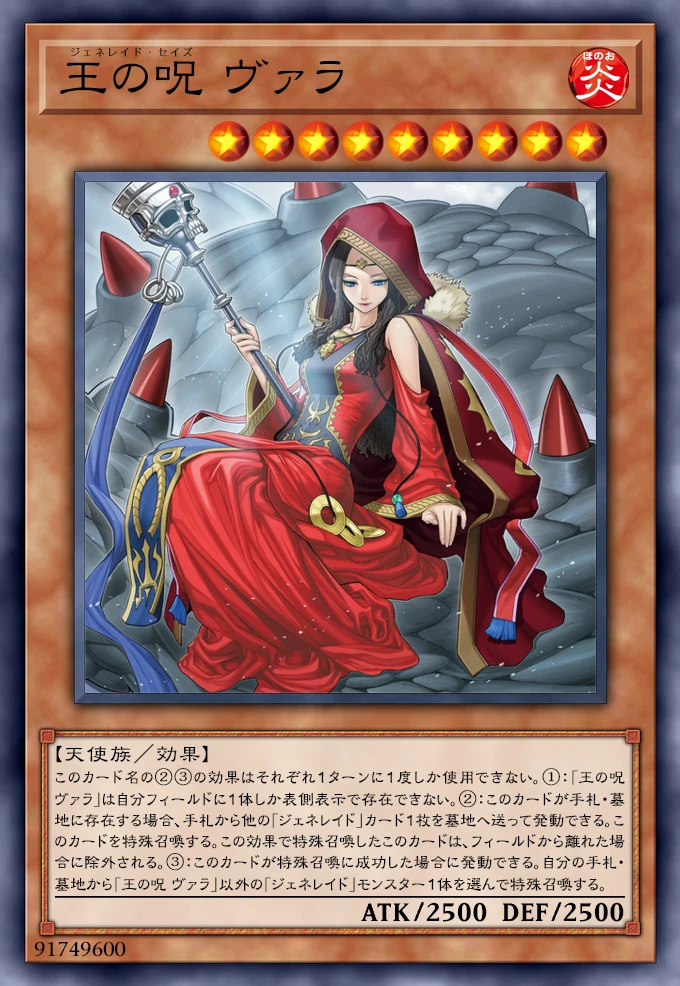 ジェネレイド・セイズ
王の呪 ヴァラ
ほのお
炎
【天使族／効果】
このカード名の②③の効果はそれぞれ1ターンに1度しか使用できない。①：「王の呪
ヴァラ」は自分フィールドに1体しか表側表示で存在できない。②：このカードが手札・墓
地に存在する場合、手札から他の「ジェネレイド」カード1枚を墓地へ送って発動できる。こ
のカードを特殊召喚する。この効果で特殊召喚したこのカードは、フィールドから離れた場
合に除外される。③：このカードが特殊召喚に成功した場合に発動できる。自分の手札・
墓地から「王の呪 ヴァラ」以外の「ジェネレイド」モンスター1体を選んで特殊召喚する。
ATK/2500 DEF/2500
91749600